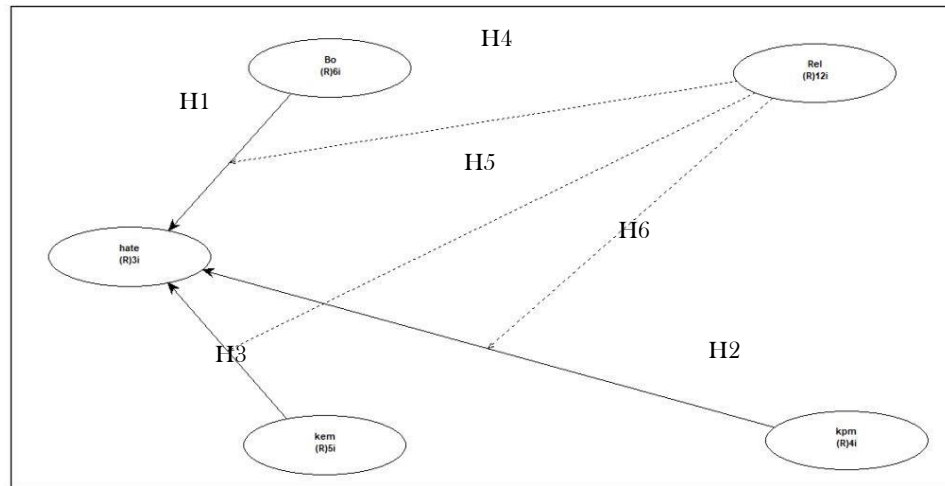 H4
Bo
(R)6i
Rel
(R)12i
H1
H5
H6
hate
(R)3i
H3
H2
kem
(R)5i
kpm
(R)4i